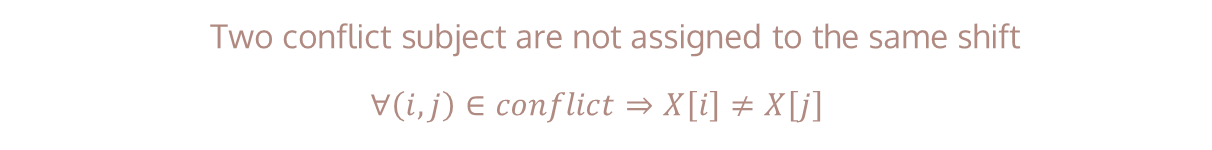 Two conflict subject are not assigned to the same shift
∀(i, j) ∈ conflict ⇒ X[i] ≠ X[j]